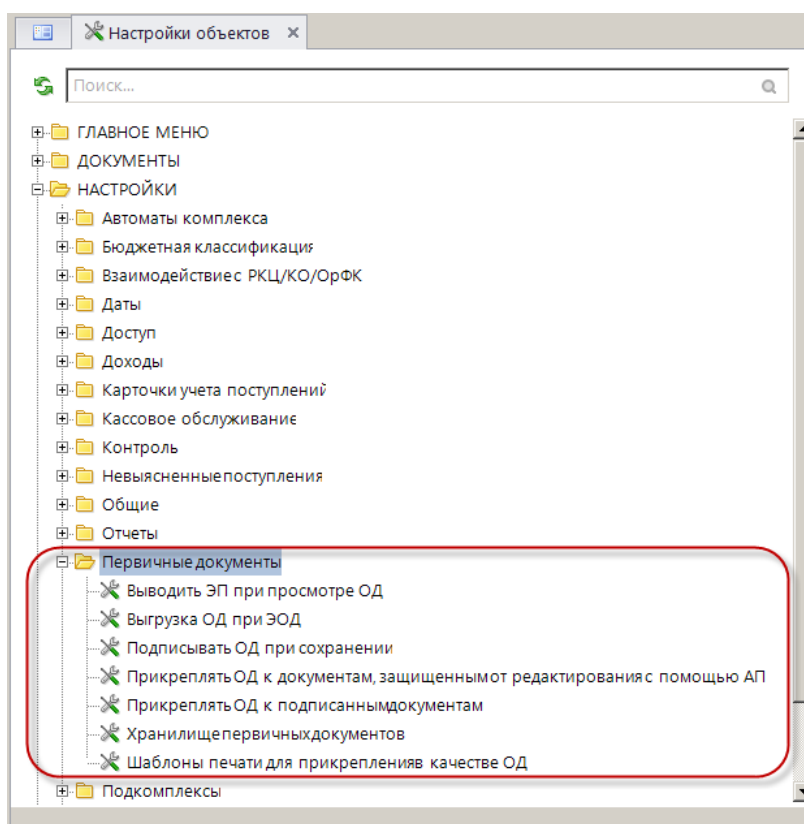 Настройки объектов
Поиск...
ГЛАВНОЕ МЕНЮ
ДОКУМЕНТЫ
НАСТРОЙКИ
Автоматы комплекса
Бюджетная классификация
Взаимодействие с РКЦ/КО/ОрФК
Даты
Доступ
Доходы
Карточки учета поступлений
Кассовое обслуживание
Контроль
Невыясненные поступления
Общие
Отчеты
Первичные документы
Выводить ЭП при просмотре ОД
Выгрузка ОД при ЭОД
Подписывать ОД при сохранении
Прикреплять ОД к документам, защищенным от редактирования с помощью АП
Прикреплять ОД к подписанным документам
Хранилище первичных документов
Шаблоны печати для прикрепления в качестве ОД
Подкомплексы